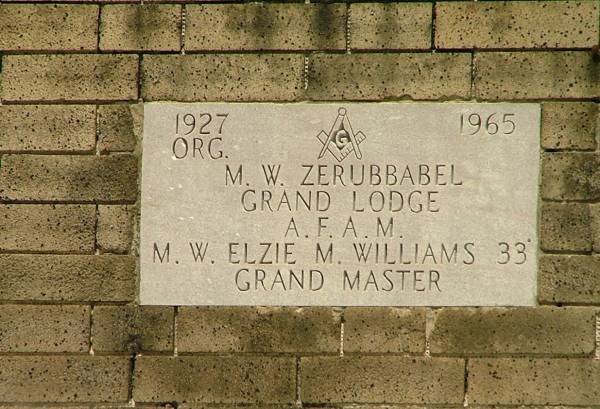 1927 1965
ORG.
G
M. W. ZERUBBABEL
GRAND LODGE
A. F. A. M.
M. W. ELZIE M. WILLIAMS 33°
GRAND MASTER